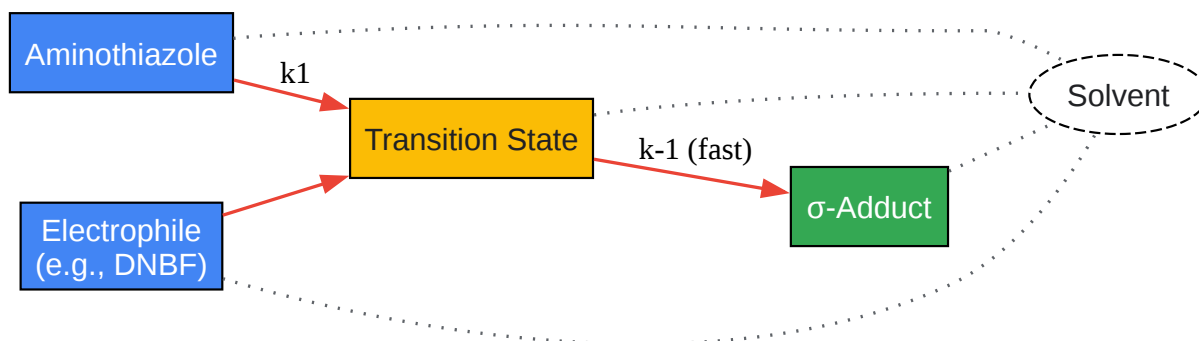 Aminothiazole
k1
Transition State
Solvent
k-1 (fast)
σ-Adduct
Electrophile
(e.g., DNBF)